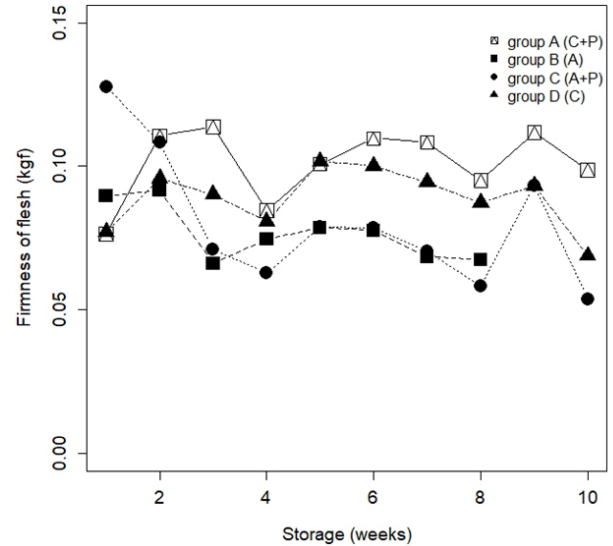 0.15
0.10
0.05
0.00
Firmness of flesh (kgf)
group A (C+P)
group B (A)
group C (A+P)
group D (C)
2 4 6 8 10
Storage (weeks)